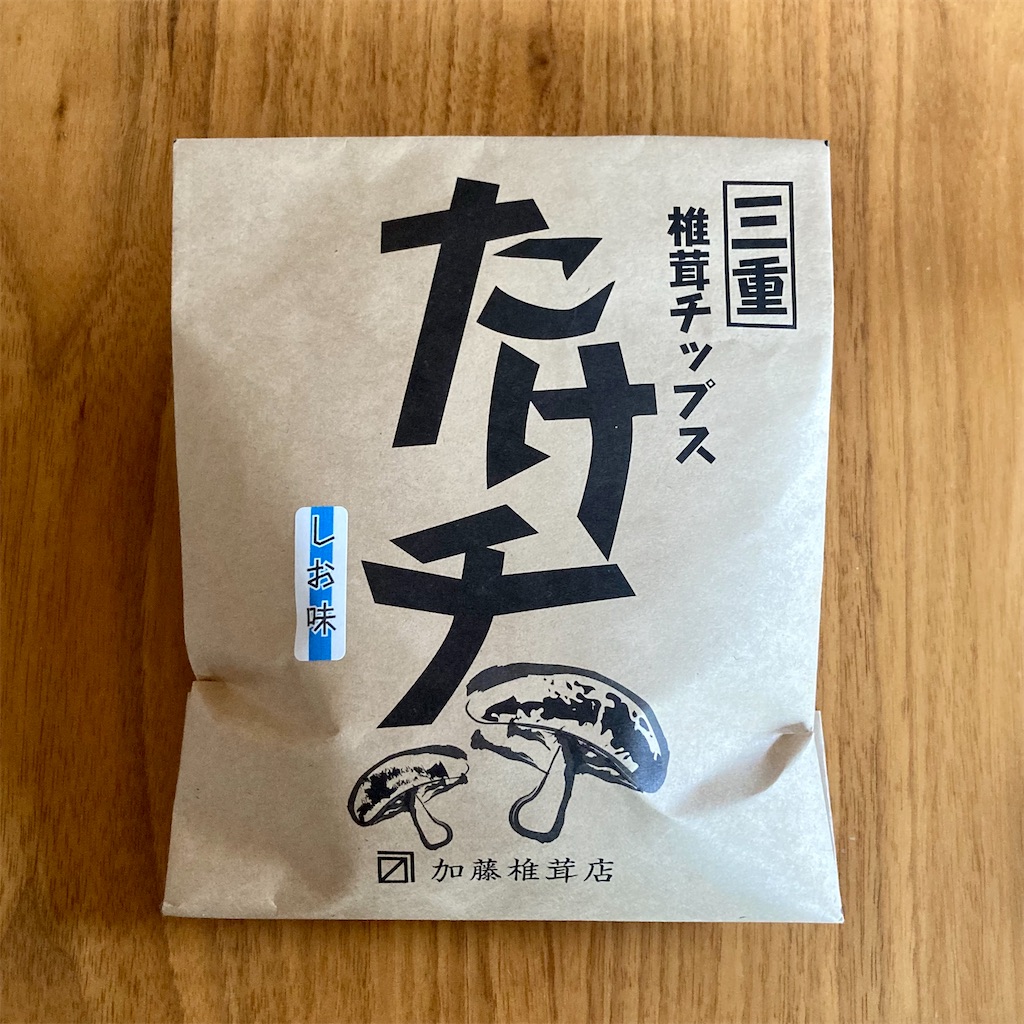 三重
椎茸チップス
たけチ
しお味
加藤椎茸店